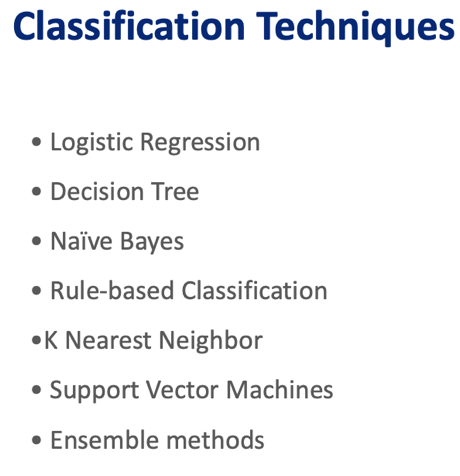 Classification Techniques
• Logistic Regression
• Decision Tree
• Naïve Bayes
• Rule-based Classification
•K Nearest Neighbor
• Support Vector Machines
• Ensemble methods